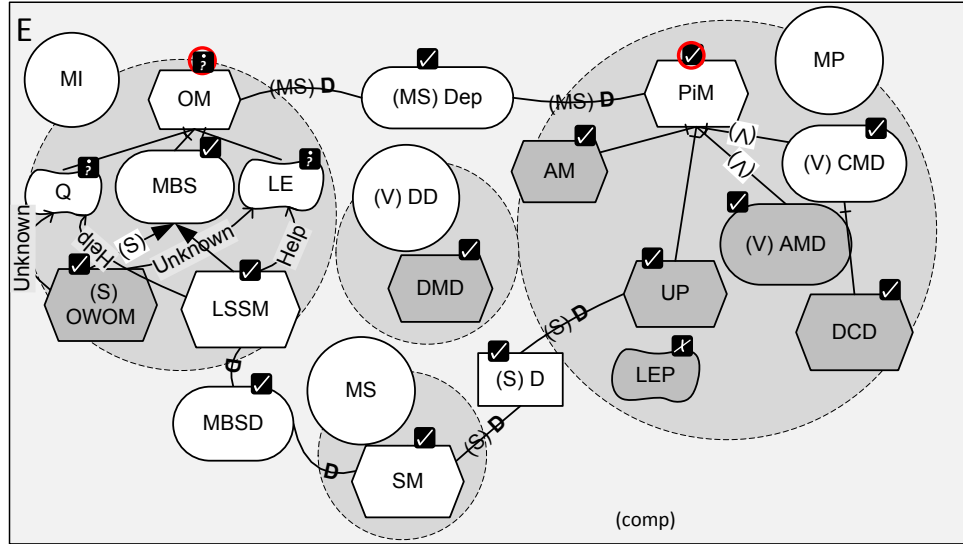 E
MI
OM
(MS) D
(MS) Dep
(MS) D
PiM
MP
Q
MBS
LE
AM
(V)
(V)
(V) CMD
(V) DD
(V) AMD
Unknown
Help
(S)
Unknown
Help
(S)
OWOM
LSSM
DMD
UP
DCD
(S) D
D
MBSD
MS
(S) D
LEP
D
SM
(S) D
(comp)